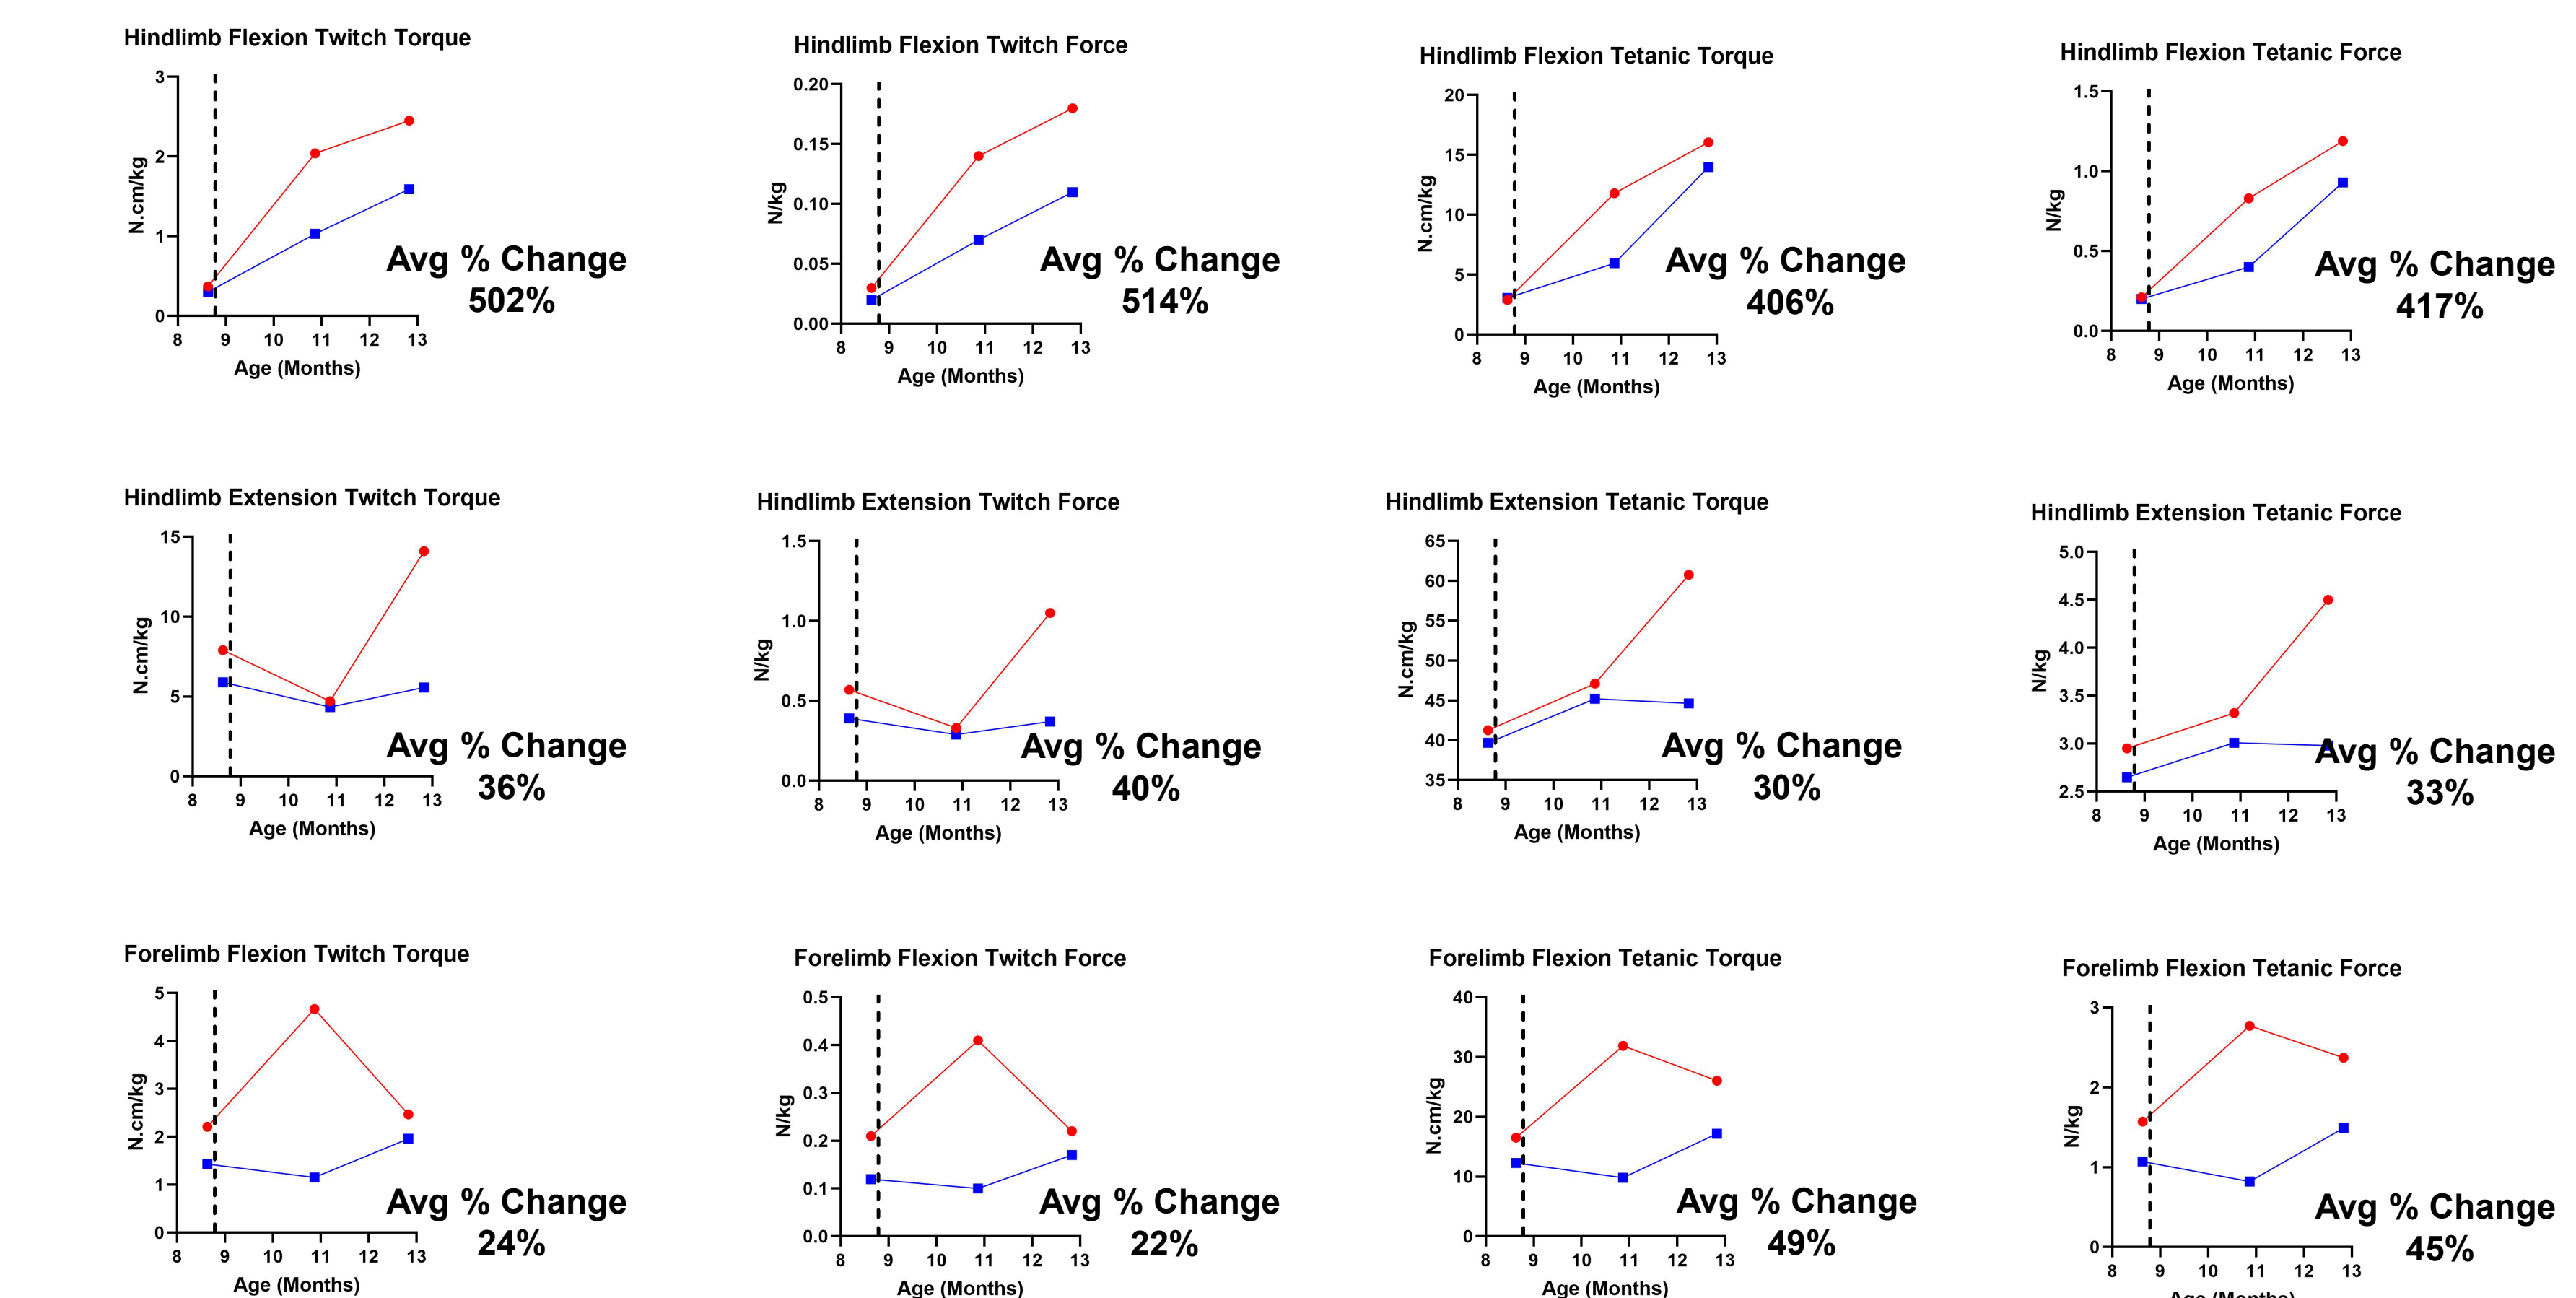 Hindlimb Flexion Twitch Torque
N.cm/kg
3
2
1
0
8 9 10 11 12 13
Age (Months)
Avg % Change
502%
Hindlimb Flexion Twitch Force
N/kg
0.20
0.15
0.10
0.05
0.00
8 9 10 11 12 13
Age (Months)
Avg % Change
514%
Hindlimb Flexion Tetanic Torque
N.cm/kg
20
15
10
5
0
8 9 10 11 12 13
Age (Months)
Avg % Change
406%
Hindlimb Flexion Tetanic Force
N/kg
1.5
1.0
0.5
0.0
8 9 10 11 12 13
Age (Months)
Avg % Change
417%
Hindlimb Extension Twitch Torque
N.cm/kg
15
10
5
0
8 9 10 11 12 13
Age (Months)
Avg % Change
36%
Hindlimb Extension Twitch Force
N/kg
1.5
1.0
0.5
0.0
8 9 10 11 12 13
Age (Months)
Avg % Change
40%
Hindlimb Extension Tetanic Torque
N.cm/kg
65
60
55
50
45
40
35
8 9 10 11 12 13
Age (Months)
Avg % Change
30%
Hindlimb Extension Tetanic Force
N/kg
5.0
4.5
4.0
3.5
3.0
2.5
8 9 10 11 12 13
Age (Months)
Avg % Change
33%
Forelimb Flexion Twitch Torque
N.cm/kg
5
4
3
2
1
0
8 9 10 11 12 13
Age (Months)
Avg % Change
24%
Forelimb Flexion Twitch Force
N/kg
0.5
0.4
0.3
0.2
0.1
0.0
8 9 10 11 12 13
Age (Months)
Avg % Change
22%
Forelimb Flexion Tetanic Torque
N.cm/kg
40
30
20
10
0
8 9 10 11 12 13
Age (Months)
Avg % Change
49%
Forelimb Flexion Tetanic Force
N/kg
3
2
1
0
8 9 10 11 12 13
Age (Months)
Avg % Change
45%